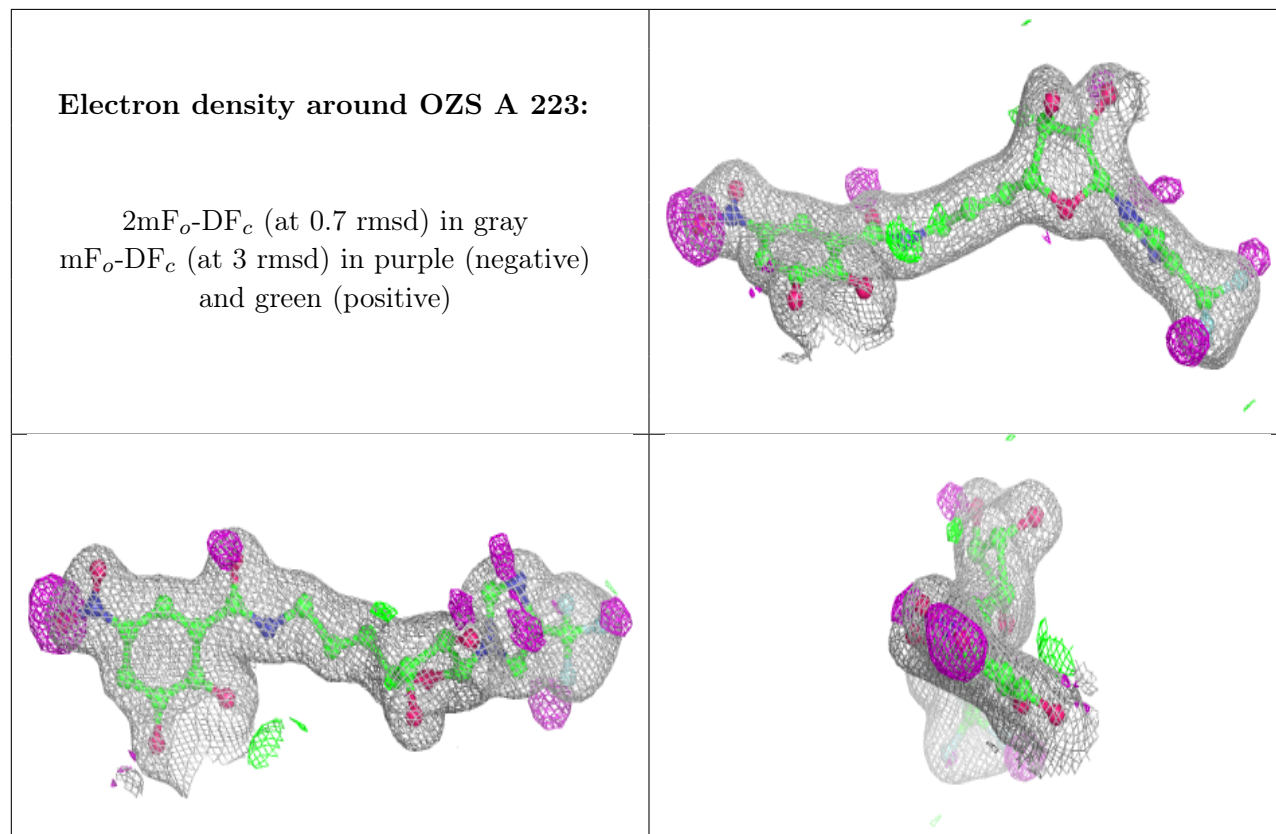 Electron density around OZS A 223:
2mFo-DFc (at 0.7 rmsd) in gray
mFo-DFc (at 3 rmsd) in purple (negative)
and green (positive)